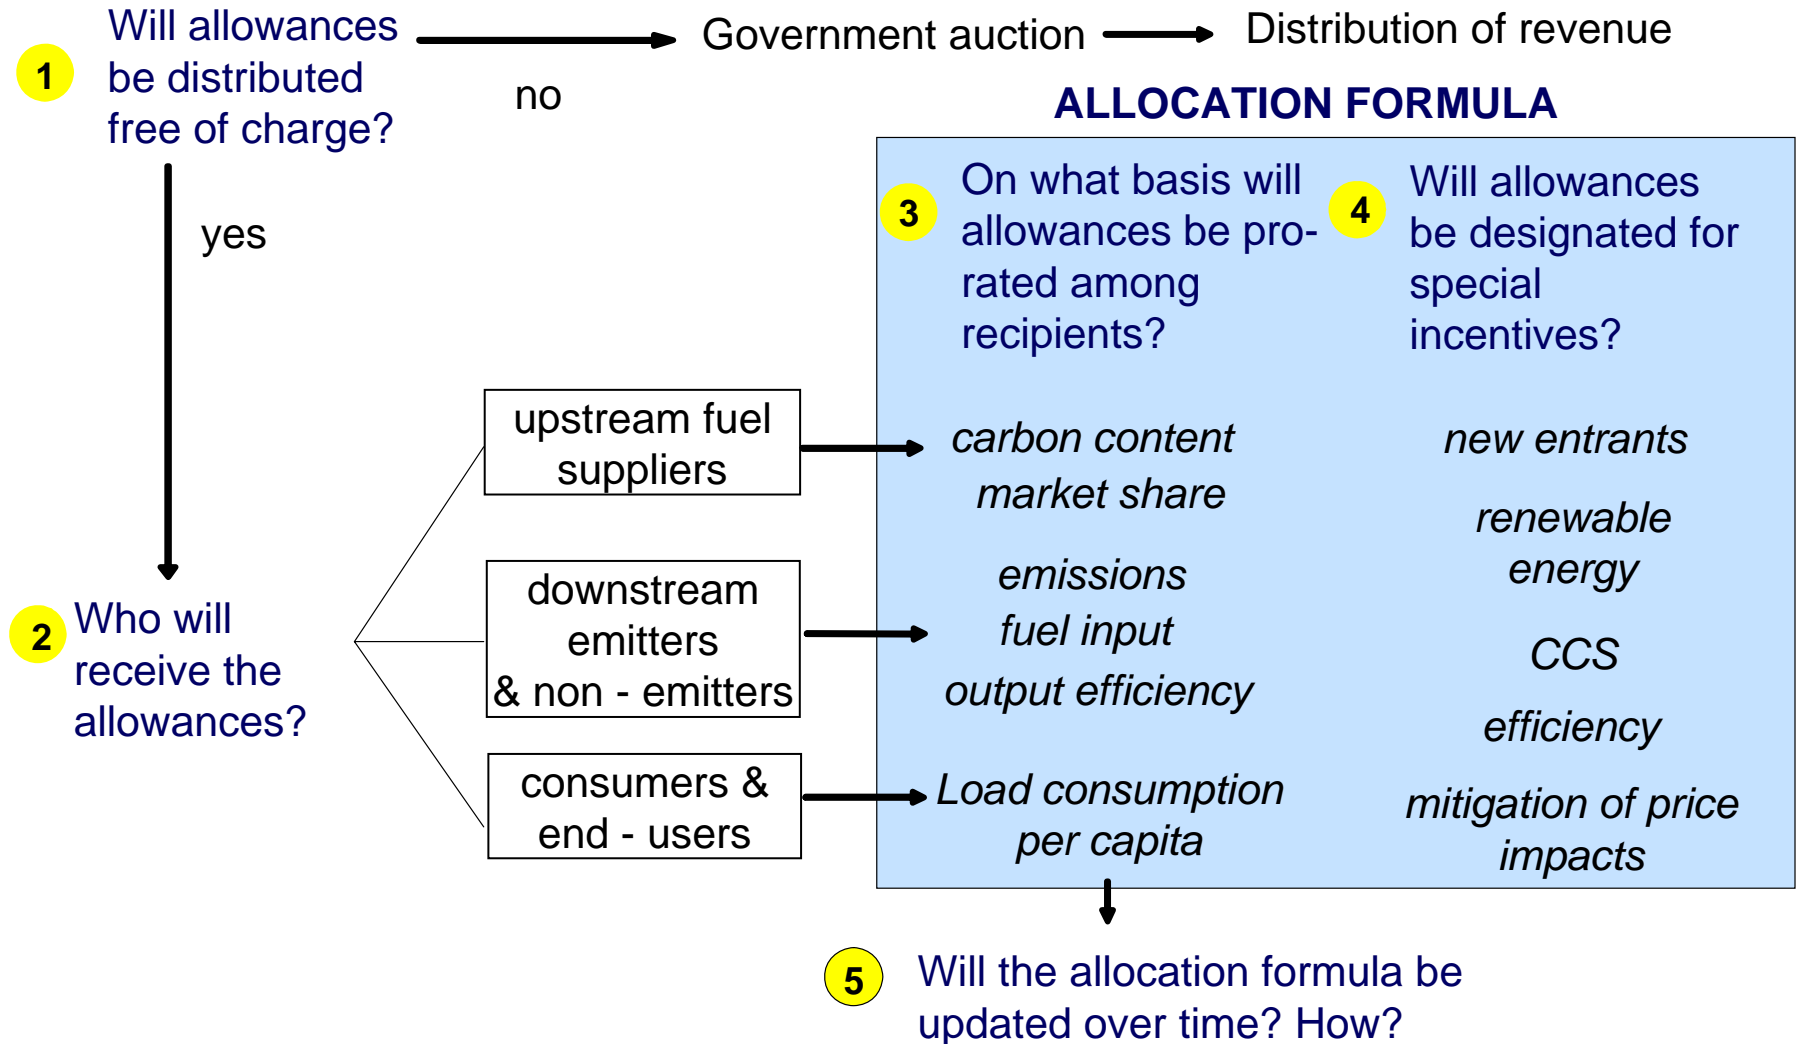 1
Will allowances
be distributed
free of charge?
no
Government auction
Distribution of revenue
yes
ALLOCATION FORMULA
3
On what basis will
allowances be pro-
rated among
recipients?
4
Will allowances
be designated for
special
incentives?
2
Who will
receive the
allowances?
upstream fuel
suppliers
carbon content
market share
downstream
emitters
& non - emitters
emissions
fuel input
output efficiency
consumers &
end - users
Load consumption
per capita
new entrants
renewable
energy
CCS
efficiency
mitigation of price
impacts
5
Will the allocation formula be
updated over time? How?